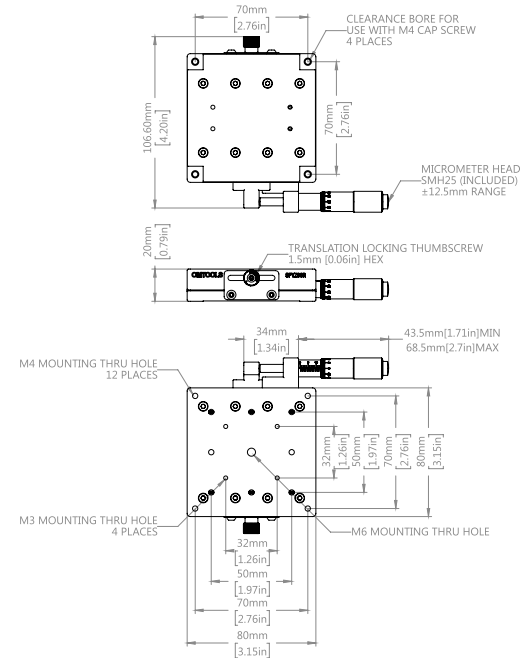 70mm
[2.76in]
CLEARANCE BORE FOR
USE WITH M4 CAP SCREW
4 PLACES
106.60mm
[4.20in]
70mm
[2.76in]
MICROMETER HEAD
SMH25 (INCLUDED)
±12.5mm RANGE
20mm
[0.79in]
TRANSLATION LOCKING THUMBSCREW
1.5mm [0.06in] HEX
34mm
[1.34in]
43.5mm[1.71in]MIN
68.5mm[2.7in]MAX
M4 MOUNTING THRU HOLE
12 PLACES
32mm
[1.26in]
50mm
[1.97in]
70mm
[2.76in]
80mm
[3.15in]
M3 MOUNTING THRU HOLE
4 PLACES
M6 MOUNTING THRU HOLE
32mm
[1.26in]
50mm
[1.97in]
70mm
[2.76in]
80mm
[3.15in]